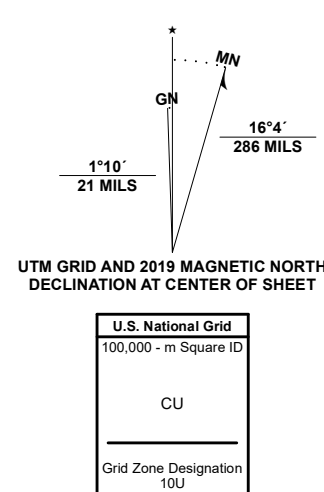 ★
MN
GN
16°4´
286 MILS
1°10´
21 MILS
UTM GRID AND 2019 MAGNETIC NORTH
DECLINATION AT CENTER OF SHEET
U.S. National Grid
100,000 - m Square ID
CU
Grid Zone Designation
10U